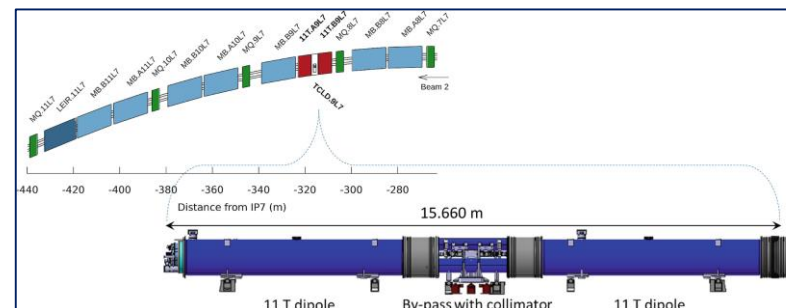 MQ.11L7
LEIR.11L7
MB.B11L7
MB.A11L7
MQ.10L7
MB.B10L7
MB.A10L7
MQ.9L7
MB.B9L7
11T.A9L7
11T.B9L7
MQ.8L7
MB.B8L7
MB.A8L7
MQ.7L7
TCLD.9L7
Beam 2
-440 -420 -400 -380 -360 -340 -320 -300 -280
Distance from IP7 (m)
15.660 m
11 T dipole By-pass with collimator 11 T dipole